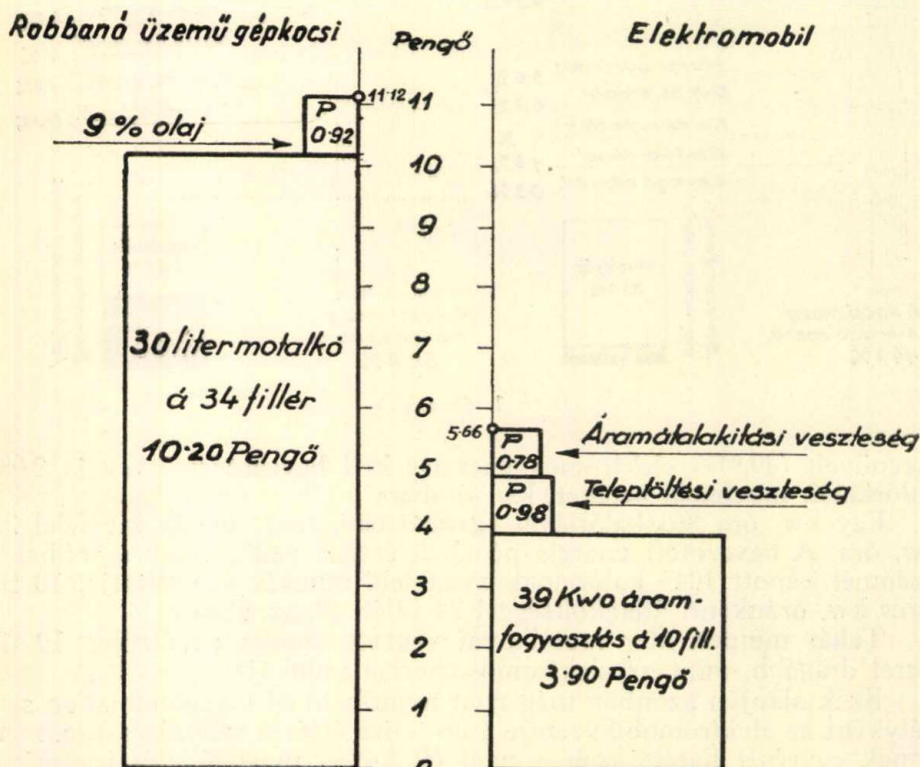 Robbanó üzemű gépkocsi
Pengő
Elektromobil
9 % olaj
P
0·92
11·12
11
10
9
8
7
6
5
4
3
2
1
0
30 liter motalkó
á 34 fillér
10·20 Pengő
5·66
P
0·78
Áramátalakitási veszteség
P
0·98
Teleptöltési veszteség
39 Kwo áram-
fogyasztás á 10 fill.
3·90 Pengő